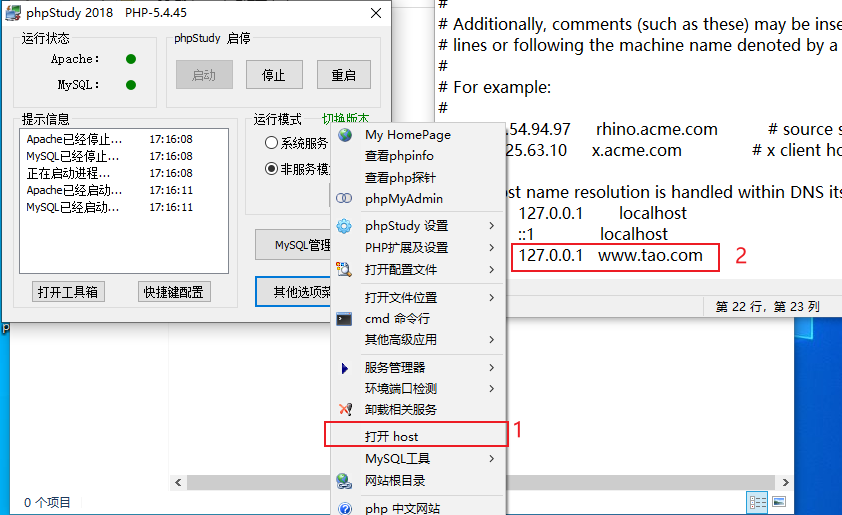 phpStudy 2018 PHP-5.4.45
运行状态
Apache:
MySQL:
phpStudy 启停
启动
停止
重启
提示信息
Apache已经停止... 17:16:08
MySQL已经停止... 17:16:08
正在启动进程... 17:16:08
Apache已经启动... 17:16:11
MySQL已经启动... 17:16:11
运行模式
切换版本
系统服务
非服务模
MySQL管理
打开工具箱
快捷键配置
其他选项菜
My HomePage
查看phpinfo
查看php探针
phpMyAdmin
phpStudy 设置
PHP扩展及设置
打开配置文件
打开文件位置
cmd 命令行
其他高级应用
服务管理器
环境端口检测
卸载相关服务
打开 host
1
MySQL工具
网站根目录
php 中文网站
#
# Additionally, comments (such as these) may be inse
# lines or following the machine name denoted by a
#
# For example:
#
.54.94.97 rhino.acme.com # source s
25.63.10 x.acme.com # x client ho
ost name resolution is handled within DNS its
127.0.0.1 localhost
::1 localhost
127.0.0.1 www.tao.com
2
第 22 行，第 23 列
p
0 个项目